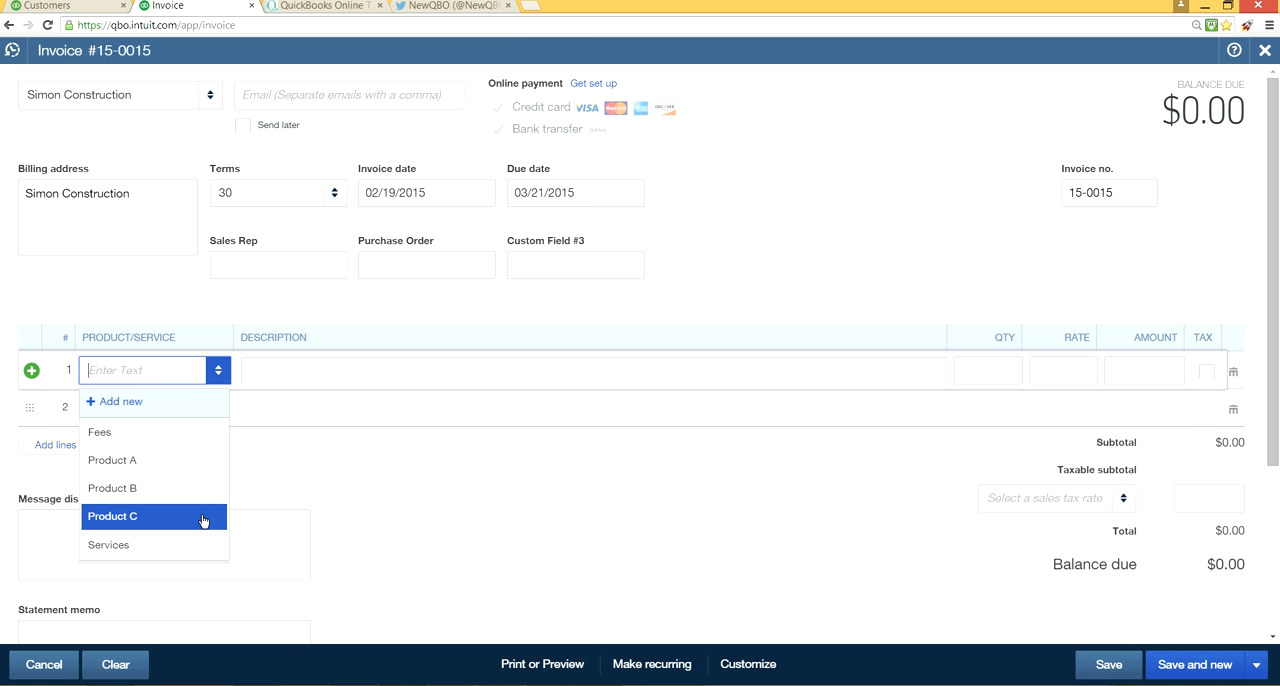 Customers × Invoice × QuickBooks Online T × NewQBO (@NewQB ×
https://qbo.intuit.com/app/invoice
Invoice #15-0015
Simon Construction
Email (Separate emails with a comma)
Send later
Online payment Get set up
Credit card VISA
Bank transfer BANK
BALANCE DUE
$0.00
Billing address
Simon Construction
Terms
30
Invoice date
02/19/2015
Due date
03/21/2015
Invoice no.
15-0015
Sales Rep
Purchase Order
Custom Field #3
# PRODUCT/SERVICE DESCRIPTION QTY RATE AMOUNT TAX
1 Enter Text
2
+ Add new
Fees
Product A
Product B
Product C
Services
Add lines
Subtotal $0.00
Taxable subtotal
Select a sales tax rate
Total $0.00
Balance due $0.00
Message dis
Statement memo
Cancel Clear Print or Preview Make recurring Customize Save Save and new